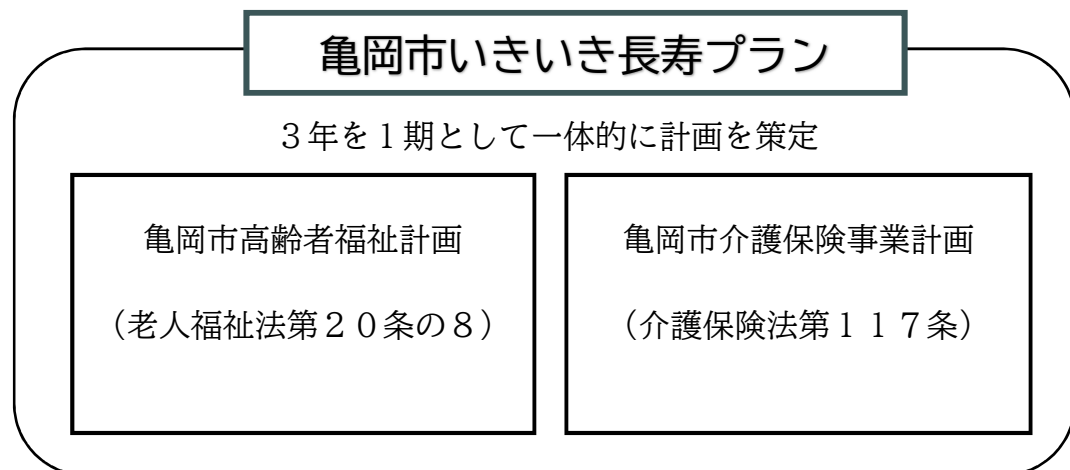 亀岡市いきいき長寿プラン
３年を１期として一体的に計画を策定
亀岡市高齢者福祉計画
（老人福祉法第２０条の８）
亀岡市介護保険事業計画
（介護保険法第１１７条）